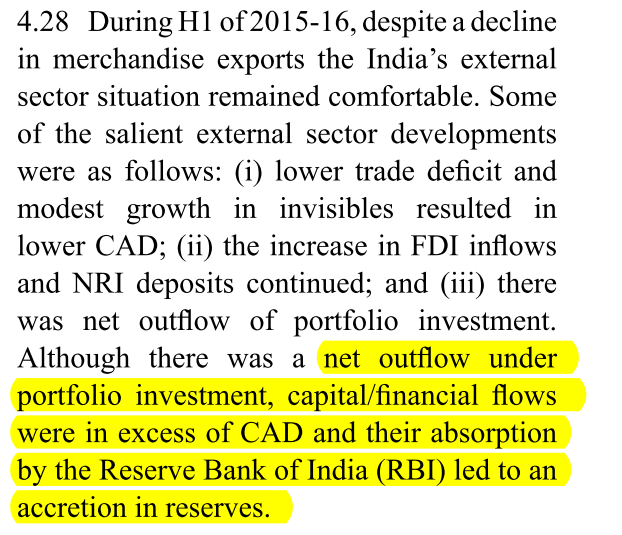 4.28 During H1 of 2015-16, despite a decline
in merchandise exports the India’s external
sector situation remained comfortable. Some
of the salient external sector developments
were as follows: (i) lower trade deficit and
modest growth in invisibles resulted in
lower CAD; (ii) the increase in FDI inflows
and NRI deposits continued; and (iii) there
was net outflow of portfolio investment.
Although there was a net outflow under
portfolio investment, capital/financial flows
were in excess of CAD and their absorption
by the Reserve Bank of India (RBI) led to an
accretion in reserves.